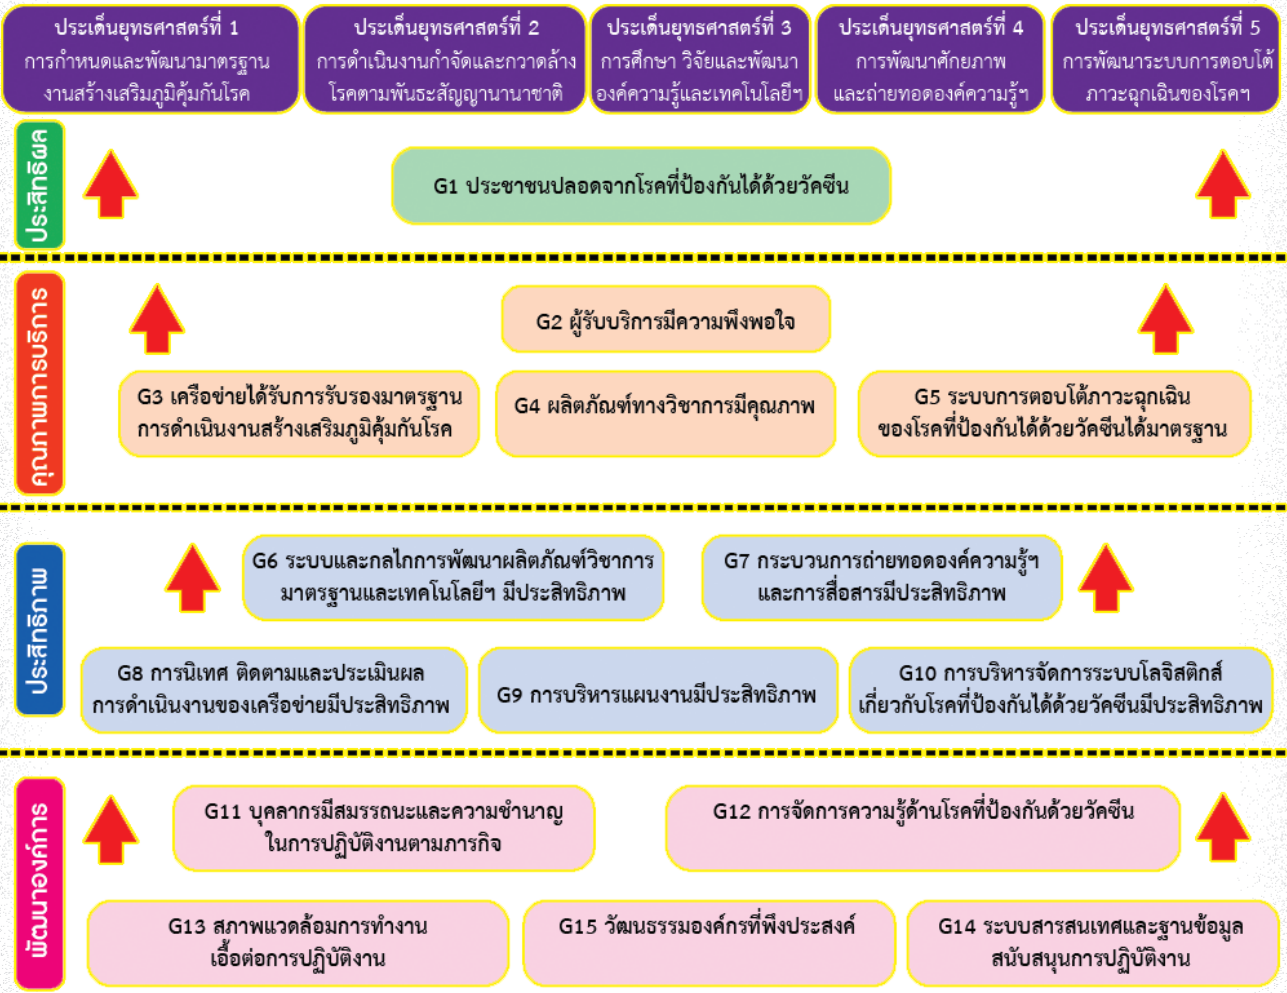 ประเด็นยุทธศาสตร์ที่ 1
การกำหนดและพัฒนามาตรฐาน
งานสร้างเสริมภูมิคุ้มกันโรค
ประเด็นยุทธศาสตร์ที่ 2
การดำเนินงานกำจัดและกวาดล้าง
โรคตามพันธะสัญญานานาชาติ
ประเด็นยุทธศาสตร์ที่ 3
การศึกษา วิจัยและพัฒนา
องค์ความรู้และเทคโนโลยีฯ
ประเด็นยุทธศาสตร์ที่ 4
การพัฒนาศักยภาพ
และถ่ายทอดองค์ความรู้ฯ
ประเด็นยุทธศาสตร์ที่ 5
การพัฒนาระบบการตอบโต้
ภาวะฉุกเฉินของโรคฯ
ประสิทธิผล
G1 ประชาชนปลอดจากโรคที่ป้องกันได้ด้วยวัคซีน
คุณภาพการบริการ
G2 ผู้รับบริการมีความพึงพอใจ
G3 เครือข่ายได้รับการรับรองมาตรฐาน
การดำเนินงานสร้างเสริมภูมิคุ้มกันโรค
G4 ผลิตภัณฑ์ทางวิชาการมีคุณภาพ
G5 ระบบการตอบโต้ภาวะฉุกเฉิน
ของโรคที่ป้องกันได้ด้วยวัคซีนได้มาตรฐาน
ประสิทธิภาพ
G6 ระบบและกลไกการพัฒนาผลิตภัณฑ์วิชาการ
มาตรฐานและเทคโนโลยีฯ มีประสิทธิภาพ
G7 กระบวนการถ่ายทอดองค์ความรู้ฯ
และการสื่อสารมีประสิทธิภาพ
G8 การนิเทศ ติดตามและประเมินผล
การดำเนินงานของเครือข่ายมีประสิทธิภาพ
G9 การบริหารแผนงานมีประสิทธิภาพ
G10 การบริหารจัดการระบบโลจิสติกส์
เกี่ยวกับโรคที่ป้องกันได้ด้วยวัคซีนมีประสิทธิภาพ
พัฒนาองค์การ
G11 บุคลากรมีสมรรถนะและความชำนาญ
ในการปฏิบัติงานตามภารกิจ
G12 การจัดการความรู้ด้านโรคที่ป้องกันด้วยวัคซีน
G13 สภาพแวดล้อมการทำงาน
เอื้อต่อการปฏิบัติงาน
G15 วัฒนธรรมองค์กรที่พึงประสงค์
G14 ระบบสารสนเทศและฐานข้อมูล
สนับสนุนการปฏิบัติงาน